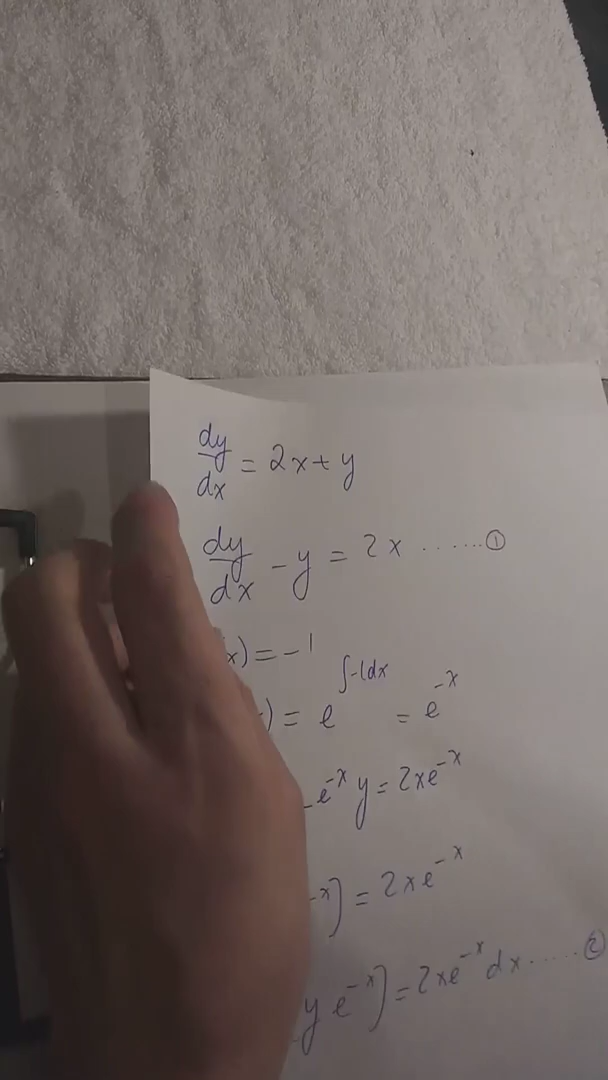 dy/dx = 2x + y
dy/dx - y = 2x ......①
x) = -1
) = e^∫-1dx = e^-x
- e^-x y = 2xe^-x
-x] = 2xe^-x
y e^-x] = 2xe^-x dx.....②